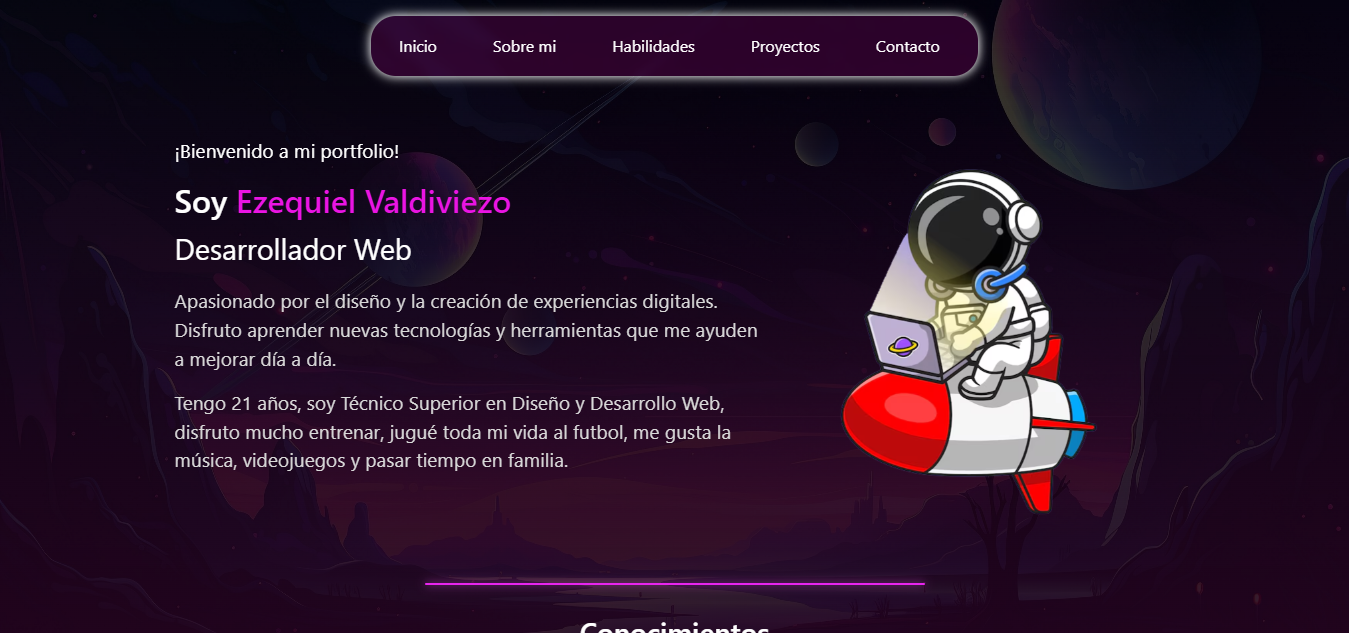 Inicio
Sobre mi
Habilidades
Proyectos
Contacto
¡Bienvenido a mi portfolio!
Soy Ezequiel Valdiviezo
Desarrollador Web
Apasionado por el diseño y la creación de experiencias digitales.
Disfruto aprender nuevas tecnologías y herramientas que me ayuden
a mejorar día a día.
Tengo 21 años, soy Técnico Superior en Diseño y Desarrollo Web,
disfruto mucho entrenar, jugué toda mi vida al futbol, me gusta la
música, videojuegos y pasar tiempo en familia.
Conocimientos